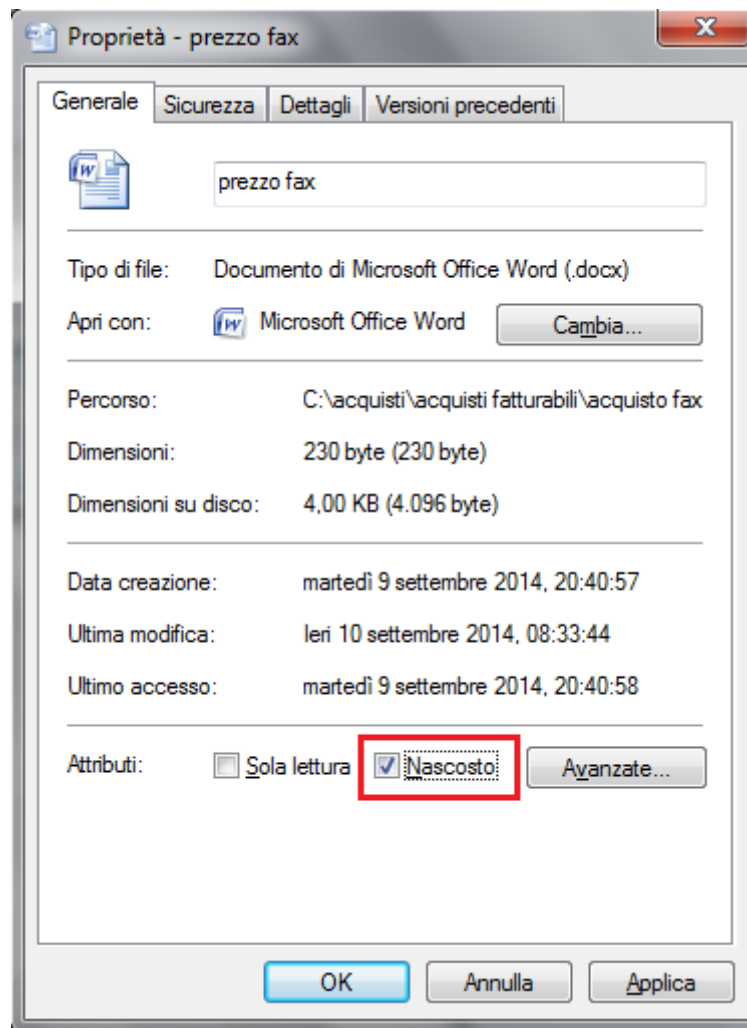 Proprietà - prezzo fax
Generale Sicurezza Dettagli Versioni precedenti
prezzo fax
Tipo di file: Documento di Microsoft Office Word (.docx)
Apri con: Microsoft Office Word Cambia...
Percorso: C:\acquisti\acquisti fatturabili\acquisto fax
Dimensioni: 230 byte (230 byte)
Dimensioni su disco: 4,00 KB (4.096 byte)
Data creazione: martedì 9 settembre 2014, 20:40:57
Ultima modifica: Ieri 10 settembre 2014, 08:33:44
Ultimo accesso: martedì 9 settembre 2014, 20:40:58
Attributi: Sola lettura Nascosto Avanzate...
OK Annulla Applica